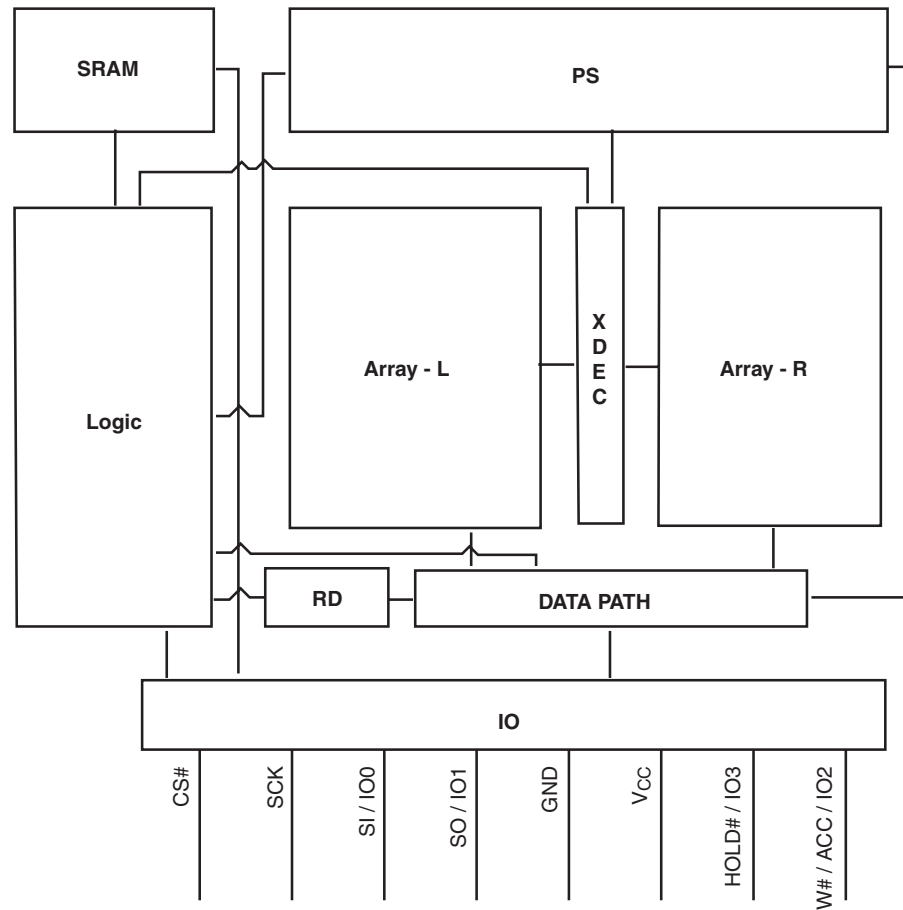 SRAM
PS
Logic
Array - L
X
D
E
C
Array - R
RD
DATA PATH
IO
CS#
SCK
SI / IO0
SO / IO1
GND
VCC
HOLD# / IO3
W# / ACC / IO2